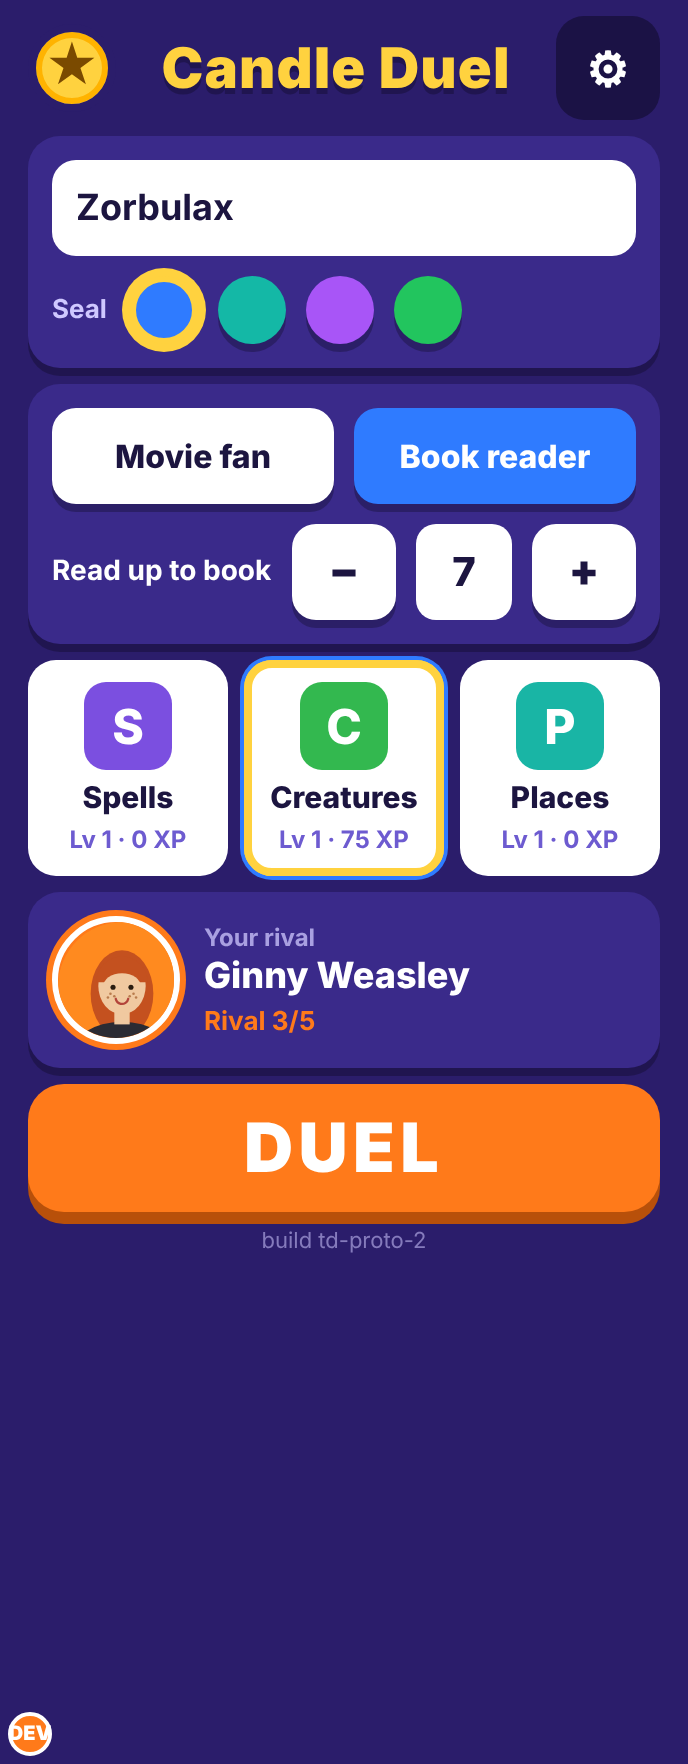 Candle Duel
Zorbulax
Seal
Movie fan
Book reader
Read up to book
−
7
+
S
C
P
Spells
Creatures
Places
Lv 1 · 0 XP
Lv 1 · 75 XP
Lv 1 · 0 XP
Your rival
Ginny Weasley
Rival 3/5
DUEL
build td-proto-2
DEV